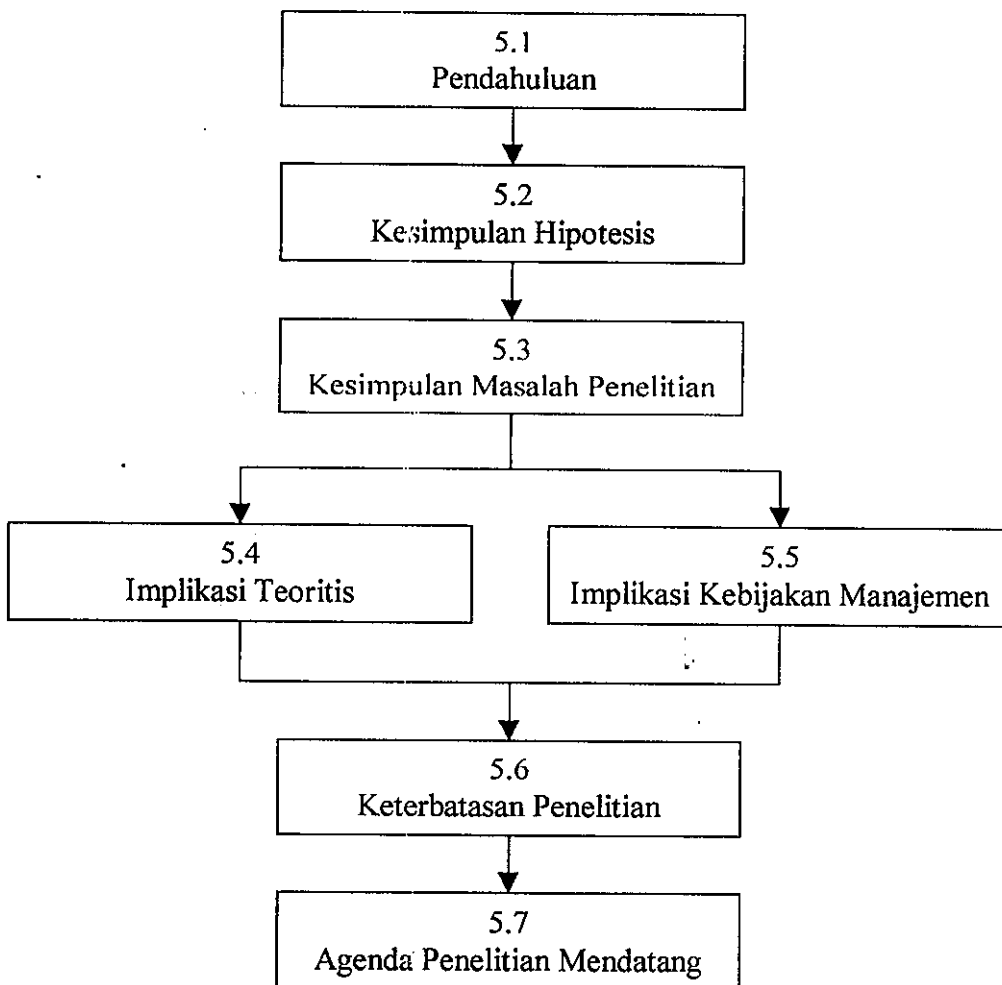 5.1
Pendahuluan
5.2
Kesimpulan Hipotesis
5.3
Kesimpulan Masalah Penelitian
5.4
Implikasi Teoritis
5.5
Implikasi Kebijakan Manajemen
5.6
Keterbatasan Penelitian
5.7
Agenda Penelitian Mendatang